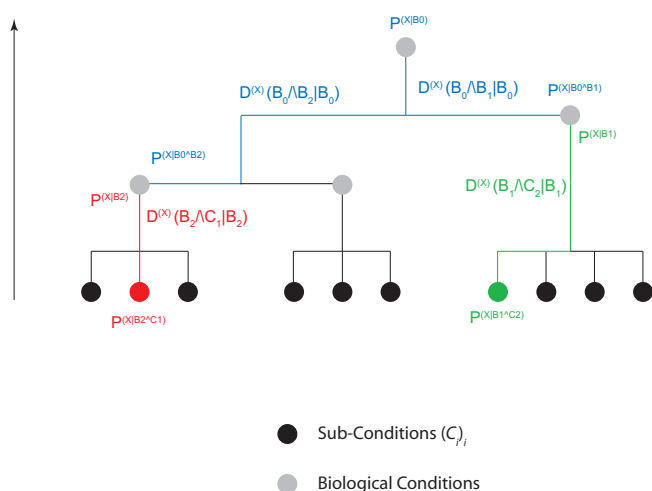 P(X|B0)
D(X)(B0/\B2|B0)
D(X)(B0/\B1|B0)
P(X|B0^B1)
P(X|B1)
P(X|B0^B2)
P(X|B2)
D(X)(B2/\C1|B2)
D(X)(B1/\C2|B1)
P(X|B2^C1)
P(X|B1^C2)
Sub-Conditions (Ci)i
Biological Conditions